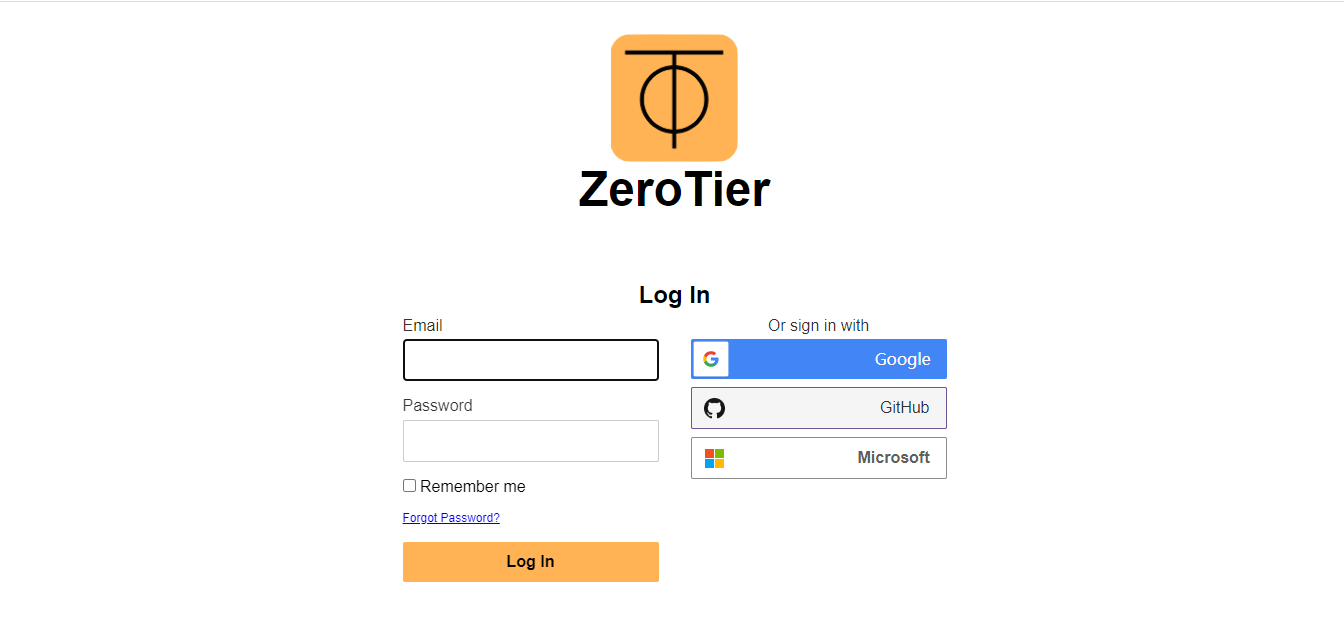 ZeroTier
Log In
Email
Password
Remember me
Forgot Password?
Log In
Or sign in with
Google
GitHub
Microsoft